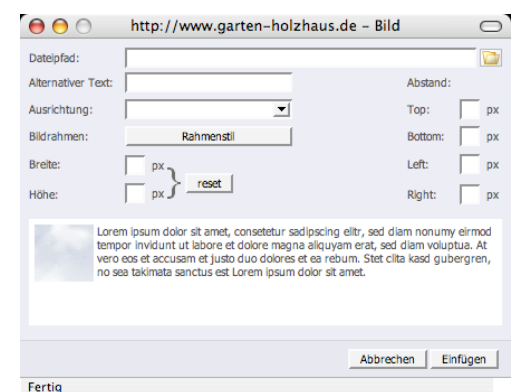 http://www.garten-holzhaus.de – Bild
Dateipfad:
Alternativer Text:
Abstand:
Ausrichtung:
Top: px
Bildrahmen: Rahmenstil
Bottom: px
Breite: px
Left: px
reset
Höhe: px
Right: px
Lorem ipsum dolor sit amet, consetetur sadipscing elitr, sed diam nonumy eirmod
tempor invidunt ut labore et dolore magna aliquyam erat, sed diam voluptua. At
vero eos et accusam et justo duo dolores et ea rebum. Stet clita kasd gubergren,
no sea takimata sanctus est Lorem ipsum dolor sit amet.
Abbrechen Einfügen
Fertig